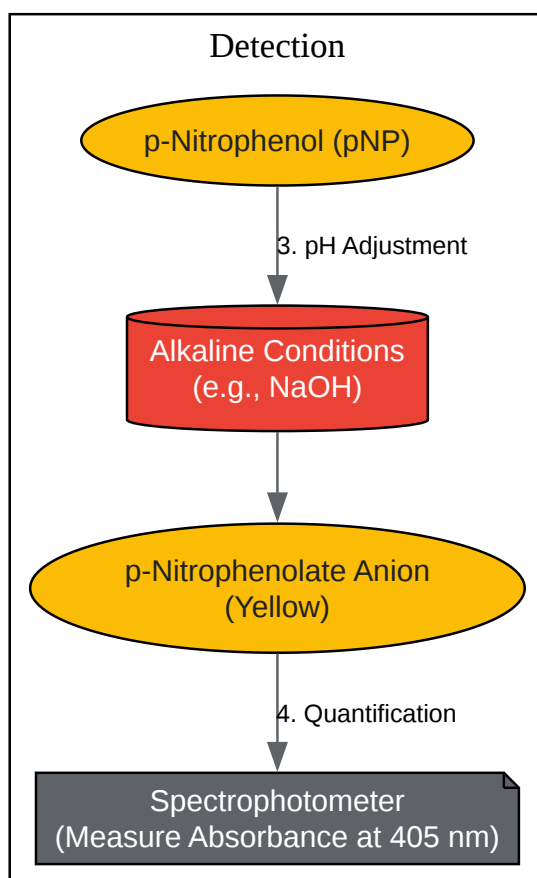 Detection
p-Nitrophenol (pNP)
3. pH Adjustment
Alkaline Conditions
(e.g., NaOH)
p-Nitrophenolate Anion
(Yellow)
4. Quantification
Spectrophotometer
(Measure Absorbance at 405 nm)